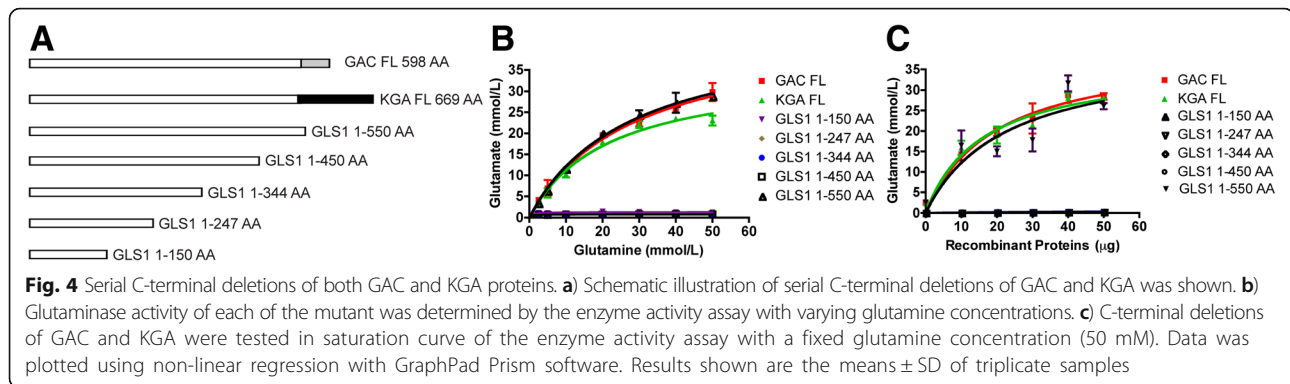 A
GAC FL 598 AA
KGA FL 669 AA
GLS1 1-550 AA
GLS1 1-450 AA
GLS1 1-344 AA
GLS1 1-247 AA
GLS1 1-150 AA
B
Glutamate (mmol/L)
35
30
25
20
15
10
5
0
0 10 20 30 40 50 60
Glutamine (mmol/L)
GAC FL
KGA FL
GLS1 1-150 AA
GLS1 1-247 AA
GLS1 1-344 AA
GLS1 1-450 AA
GLS1 1-550 AA
C
Glutamate (mmol/L)
35
30
25
20
15
10
5
0
0 10 20 30 40 50 60
Recombinant Proteins (μg)
GAC FL
KGA FL
GLS1 1-150 AA
GLS1 1-247 AA
GLS1 1-344 AA
GLS1 1-450 AA
GLS1 1-550 AA
Fig. 4 Serial C-terminal deletions of both GAC and KGA proteins. a) Schematic illustration of serial C-terminal deletions of GAC and KGA was shown. b)
Glutaminase activity of each of the mutant was determined by the enzyme activity assay with varying glutamine concentrations. c) C-terminal deletions
of GAC and KGA were tested in saturation curve of the enzyme activity assay with a fixed glutamine concentration (50 mM). Data was
plotted using non-linear regression with GraphPad Prism software. Results shown are the means ± SD of triplicate samples